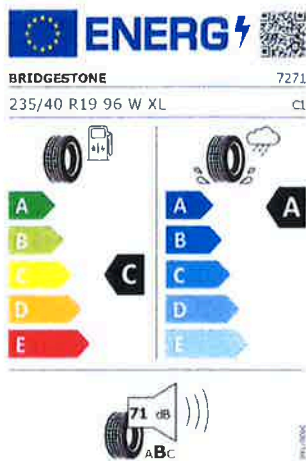 ENERG
BRIDGESTONE 7271
235/40 R19 96 W XL C1
A A A
B B
C C C
D D
E E
71 dB
ABC